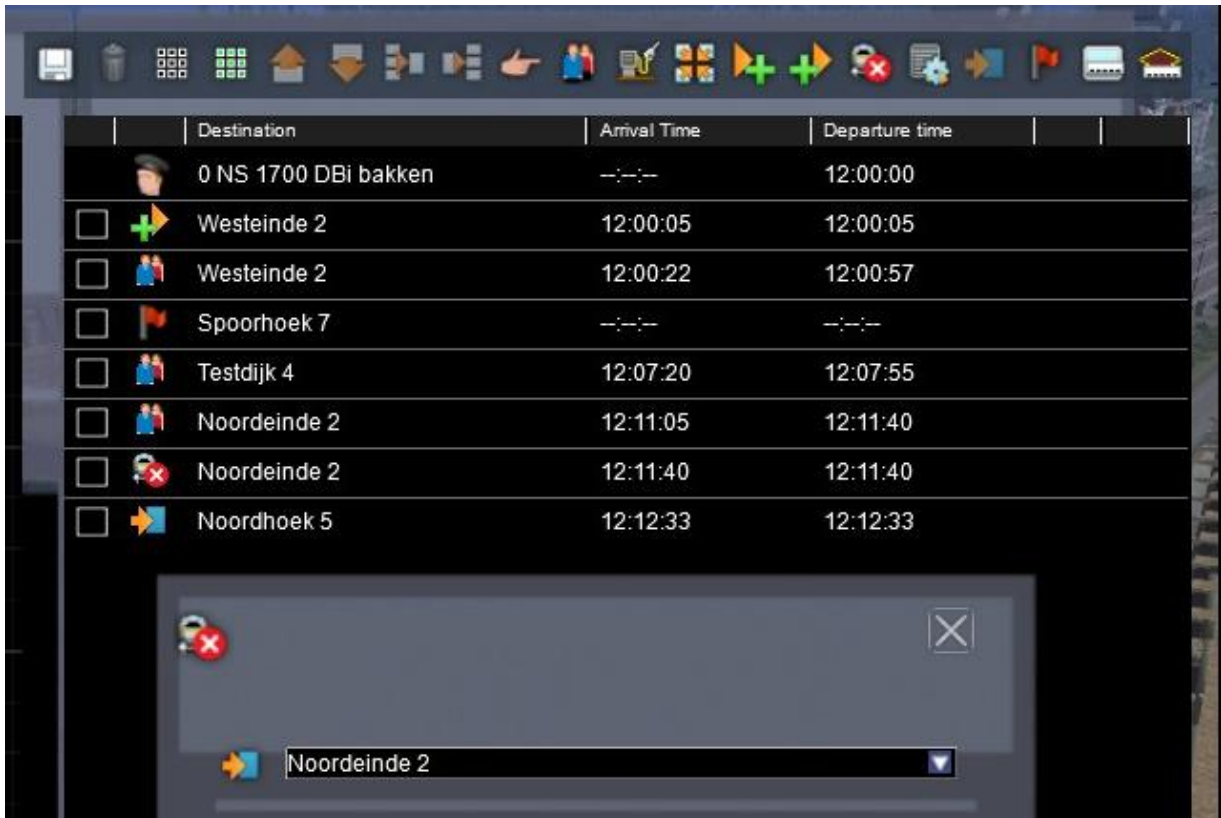 Destination Arrival Time Departure time
0 NS 1700 DBi bakken --:--:-- 12:00:00
Westeinde 2 12:00:05 12:00:05
Westeinde 2 12:00:22 12:00:57
Spoorhoek 7 --:--:-- --:--:--
Testdijk 4 12:07:20 12:07:55
Noordeinde 2 12:11:05 12:11:40
Noordeinde 2 12:11:40 12:11:40
Noordhoek 5 12:12:33 12:12:33
Noordeinde 2